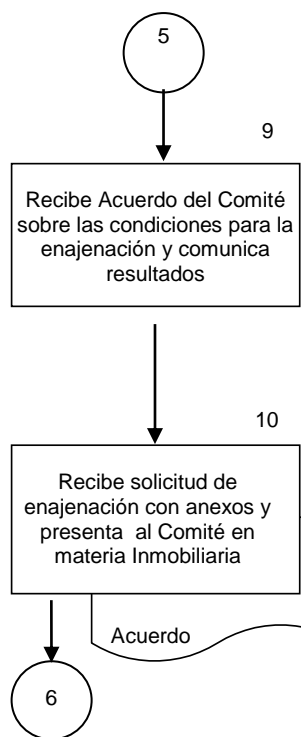 5
9
Recibe Acuerdo del Comité
sobre las condiciones para la
enajenación y comunica
resultados
10
Recibe solicitud de
enajenación con anexos y
presenta al Comité en
materia Inmobiliaria
Acuerdo
6